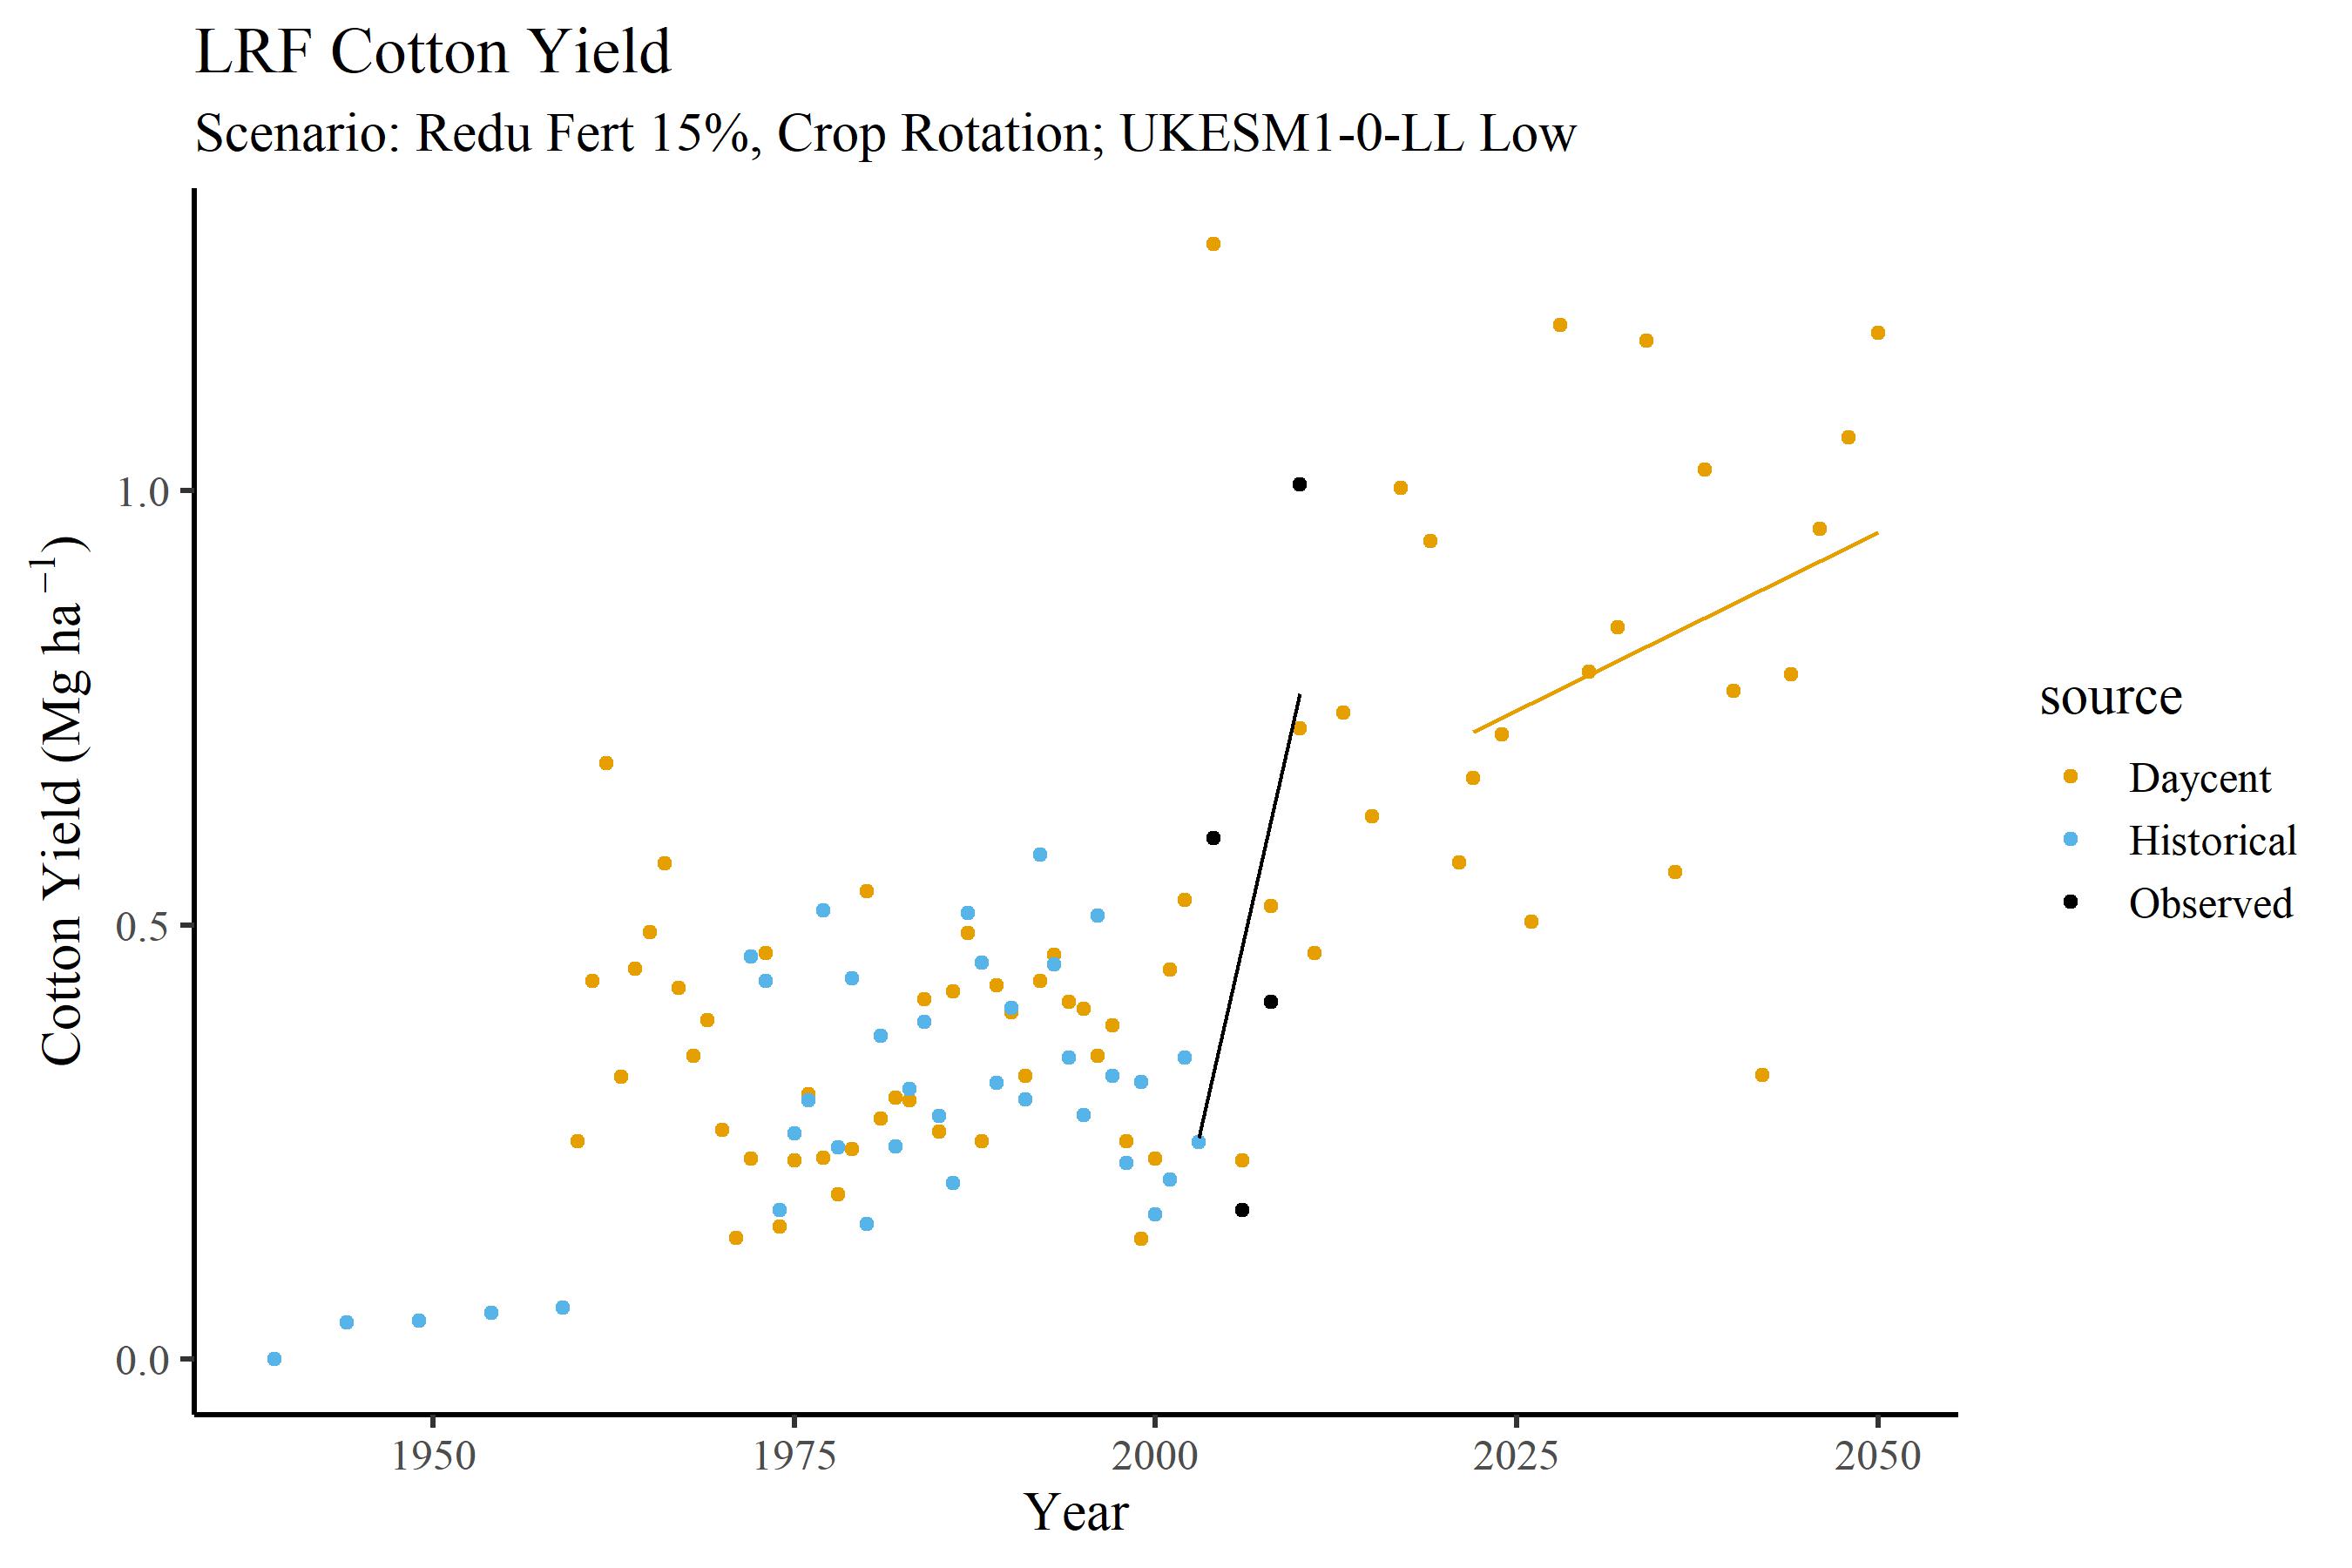 LRF Cotton Yield
Scenario: Redu Fert 15%, Crop Rotation; UKESM1-0-LL Low
Cotton Yield (Mg ha⁻¹)
1.0
0.5
0.0
1950 1975 2000 2025 2050
Year
source
Daycent
Historical
Observed